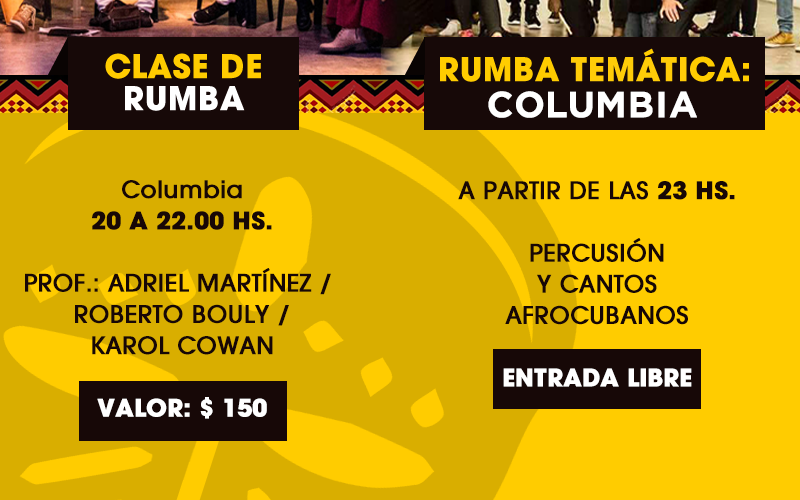 CLASE DE
RUMBA
Columbia
20 A 22.00 HS.
PROF.: ADRIEL MARTÍNEZ /
ROBERTO BOULY /
KAROL COWAN
VALOR: $ 150
RUMBA TEMÁTICA:
COLUMBIA
A PARTIR DE LAS 23 HS.
PERCUSIÓN
Y CANTOS
AFROCUBANOS
ENTRADA LIBRE